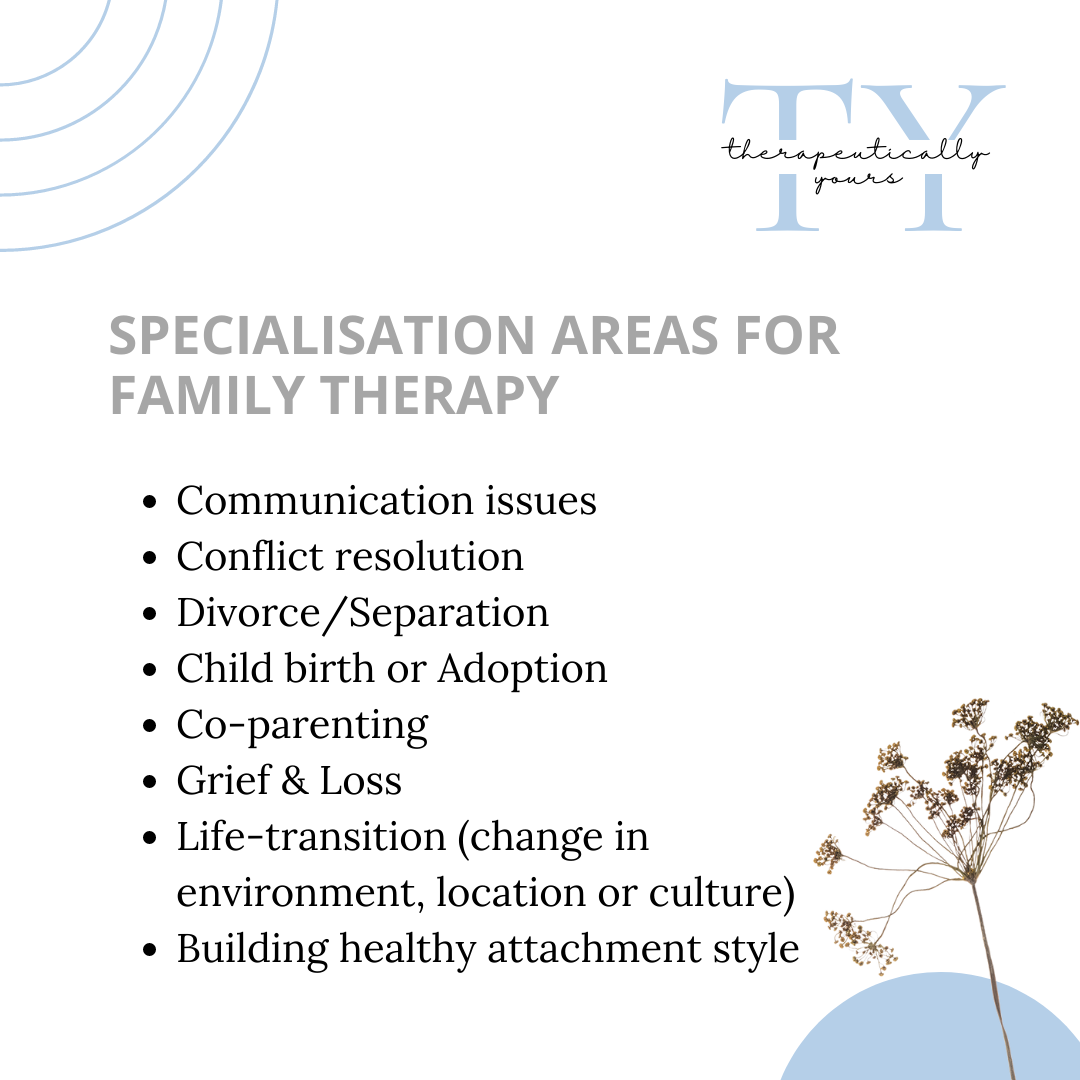 TY
therapeutically
yours
SPECIALISATION AREAS FOR
FAMILY THERAPY
• Communication issues
• Conflict resolution
• Divorce/Separation
• Child birth or Adoption
• Co-parenting
• Grief & Loss
• Life-transition (change in
environment, location or culture)
• Building healthy attachment style